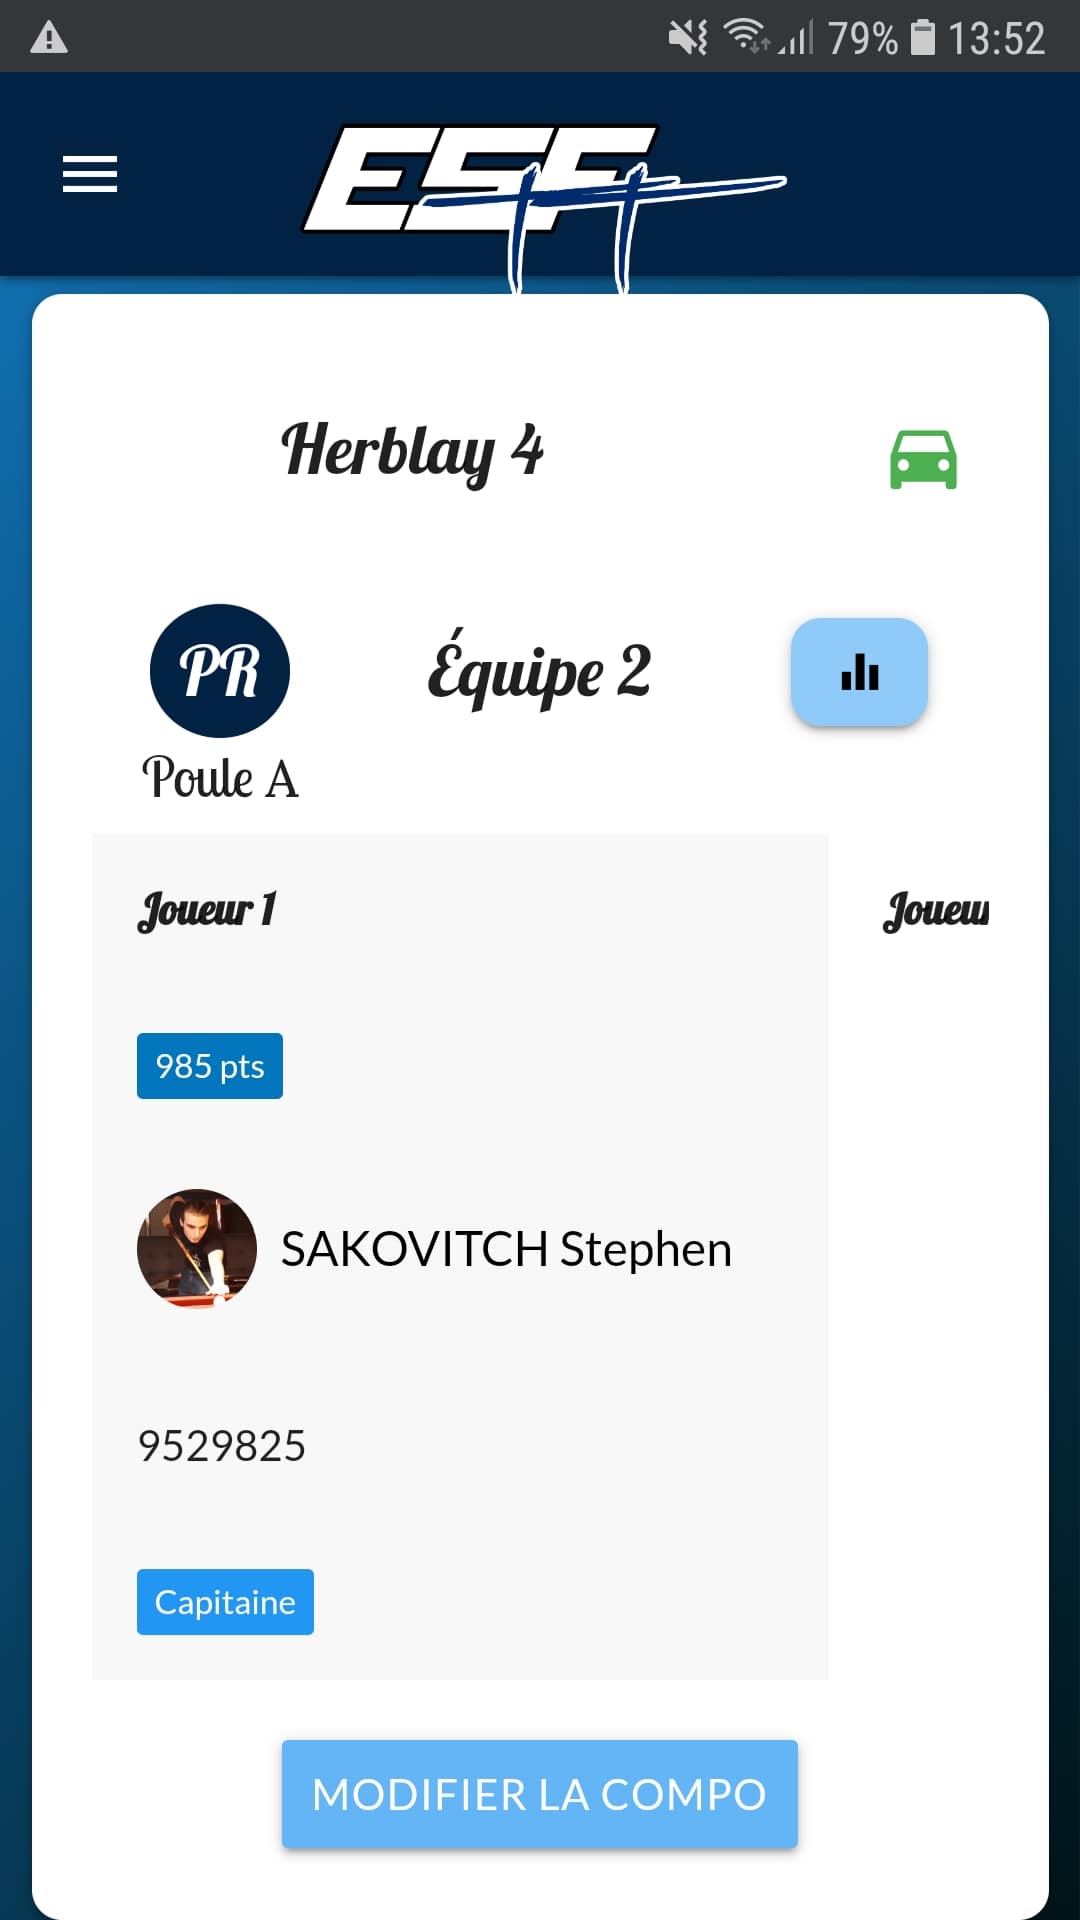 79% 13:52
ESF TT
Herblay 4
PR
Équipe 2
Poule A
Joueur 1
Joueu
985 pts
SAKOVITCH Stephen
9529825
Capitaine
MODIFIER LA COMPO